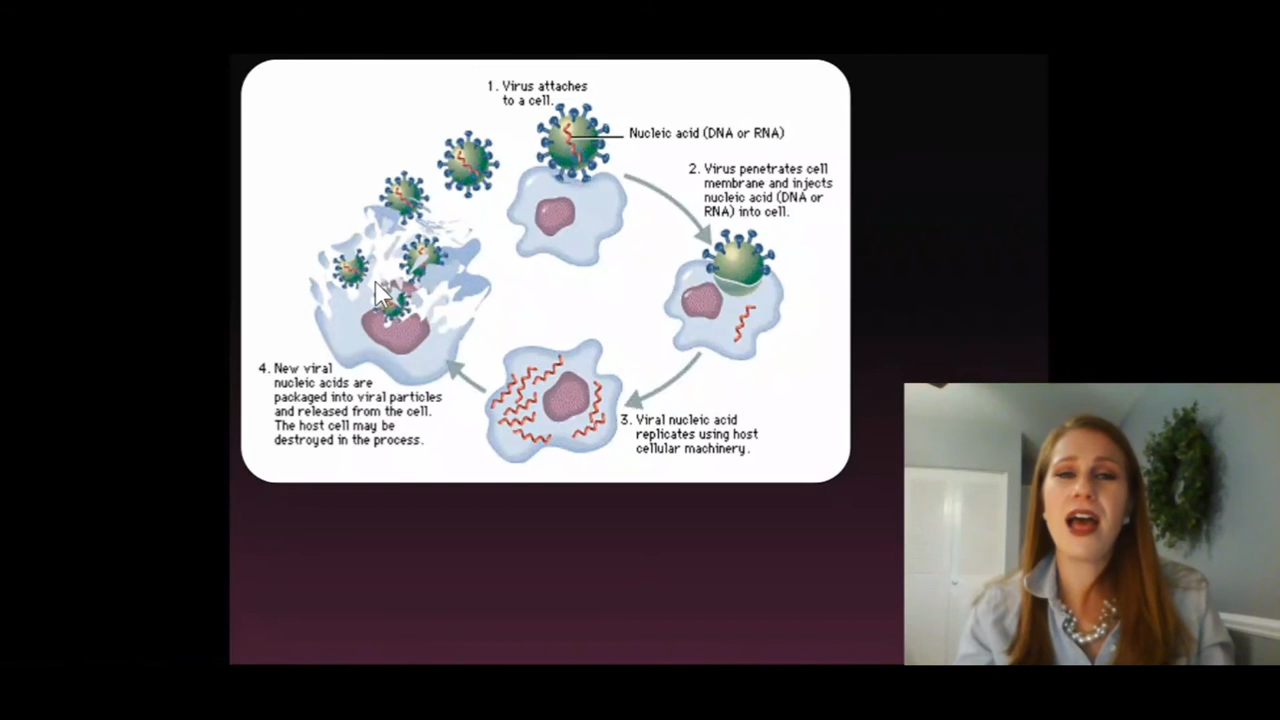 1. Virus attaches
to a cell.
Nucleic acid (DNA or RNA)
2. Virus penetrates cell
membrane and injects
nucleic acid (DNA or
RNA) into cell.
3. Viral nucleic acid
replicates using host
cellular machinery.
4. New viral
nucleic acids are
packaged into viral particles
and released from the cell.
The host cell may be
destroyed in the process.